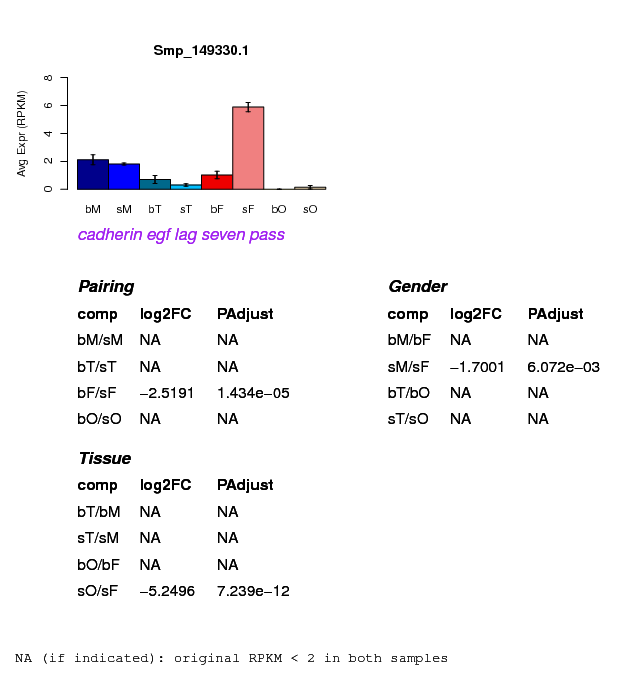 Smp_149330.1
Avg Expr (RPKM)
8
6
4
2
0
bM sM bT sT bF sF bO sO
cadherin egf lag seven pass
Pairing
comp log2FC PAdjust
bM/sM NA NA
bT/sT NA NA
bF/sF −2.5191 1.434e−05
bO/sO NA NA
Gender
comp log2FC PAdjust
bM/bF NA NA
sM/sF −1.7001 6.072e−03
bT/bO NA NA
sT/sO NA NA
Tissue
comp log2FC PAdjust
bT/bM NA NA
sT/sM NA NA
bO/bF NA NA
sO/sF −5.2496 7.239e−12
NA (if indicated): original RPKM < 2 in both samples